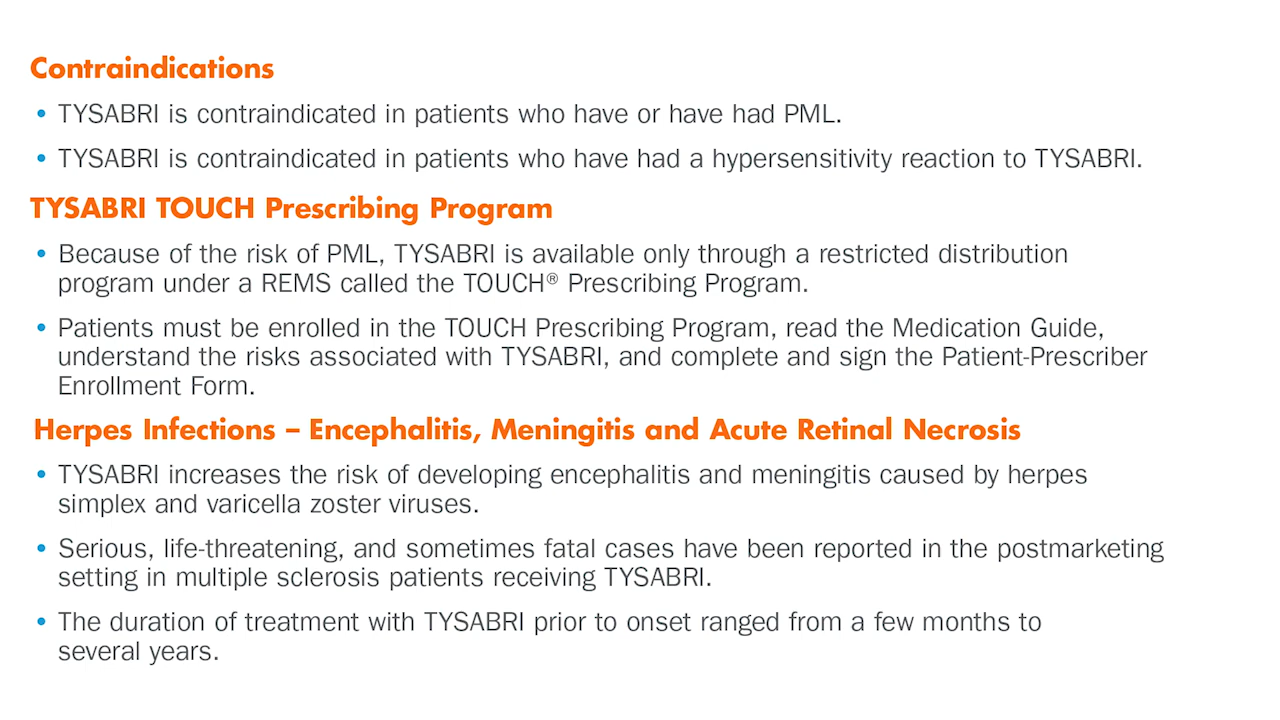 Contraindications
• TYSABRI is contraindicated in patients who have or have had PML.
• TYSABRI is contraindicated in patients who have had a hypersensitivity reaction to TYSABRI.
TYSABRI TOUCH Prescribing Program
• Because of the risk of PML, TYSABRI is available only through a restricted distribution
program under a REMS called the TOUCH® Prescribing Program.
• Patients must be enrolled in the TOUCH Prescribing Program, read the Medication Guide,
understand the risks associated with TYSABRI, and complete and sign the Patient-Prescriber
Enrollment Form.
Herpes Infections – Encephalitis, Meningitis and Acute Retinal Necrosis
• TYSABRI increases the risk of developing encephalitis and meningitis caused by herpes
simplex and varicella zoster viruses.
• Serious, life-threatening, and sometimes fatal cases have been reported in the postmarketing
setting in multiple sclerosis patients receiving TYSABRI.
• The duration of treatment with TYSABRI prior to onset ranged from a few months to
several years.